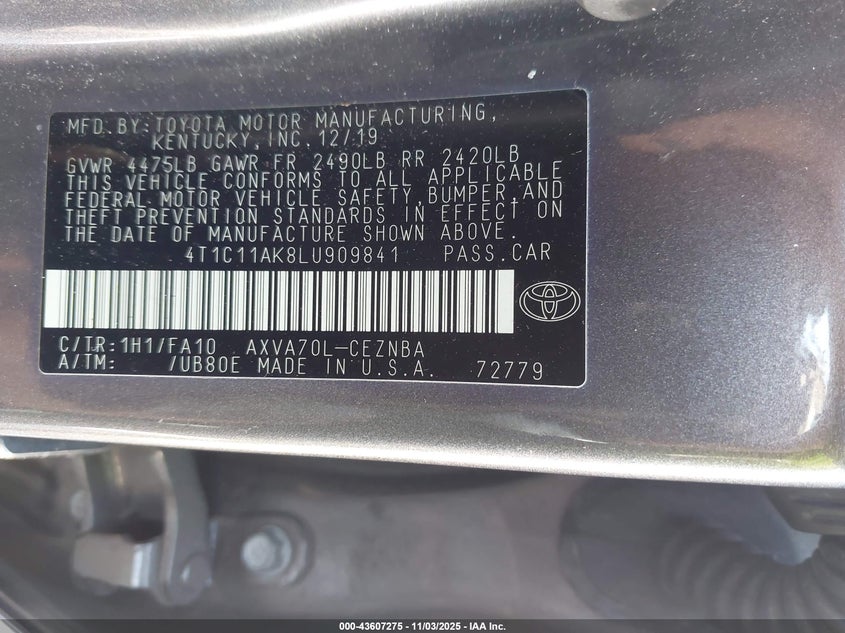 MFD. BY: TOYOTA MOTOR MANUFACTURING,
KENTUCKY, INC. 12/19
GVWR 4475LB GAWR FR 2490LB RR 2420LB
THIS VEHICLE CONFORMS TO ALL APPLICABLE
FEDERAL MOTOR VEHICLE SAFETY, BUMPER, AND
THEFT PREVENTION STANDARDS IN EFFECT ON
THE DATE OF MANUFACTURE SHOWN ABOVE.
4T1C11AK8LU909841 PASS. CAR
C/TR: 1H1/FA10 AXVA70L-CEZNBA
A/TM: /UB80E MADE IN U.S.A. 72779
000-43607275 - 11/03/2025 - IAA Inc.